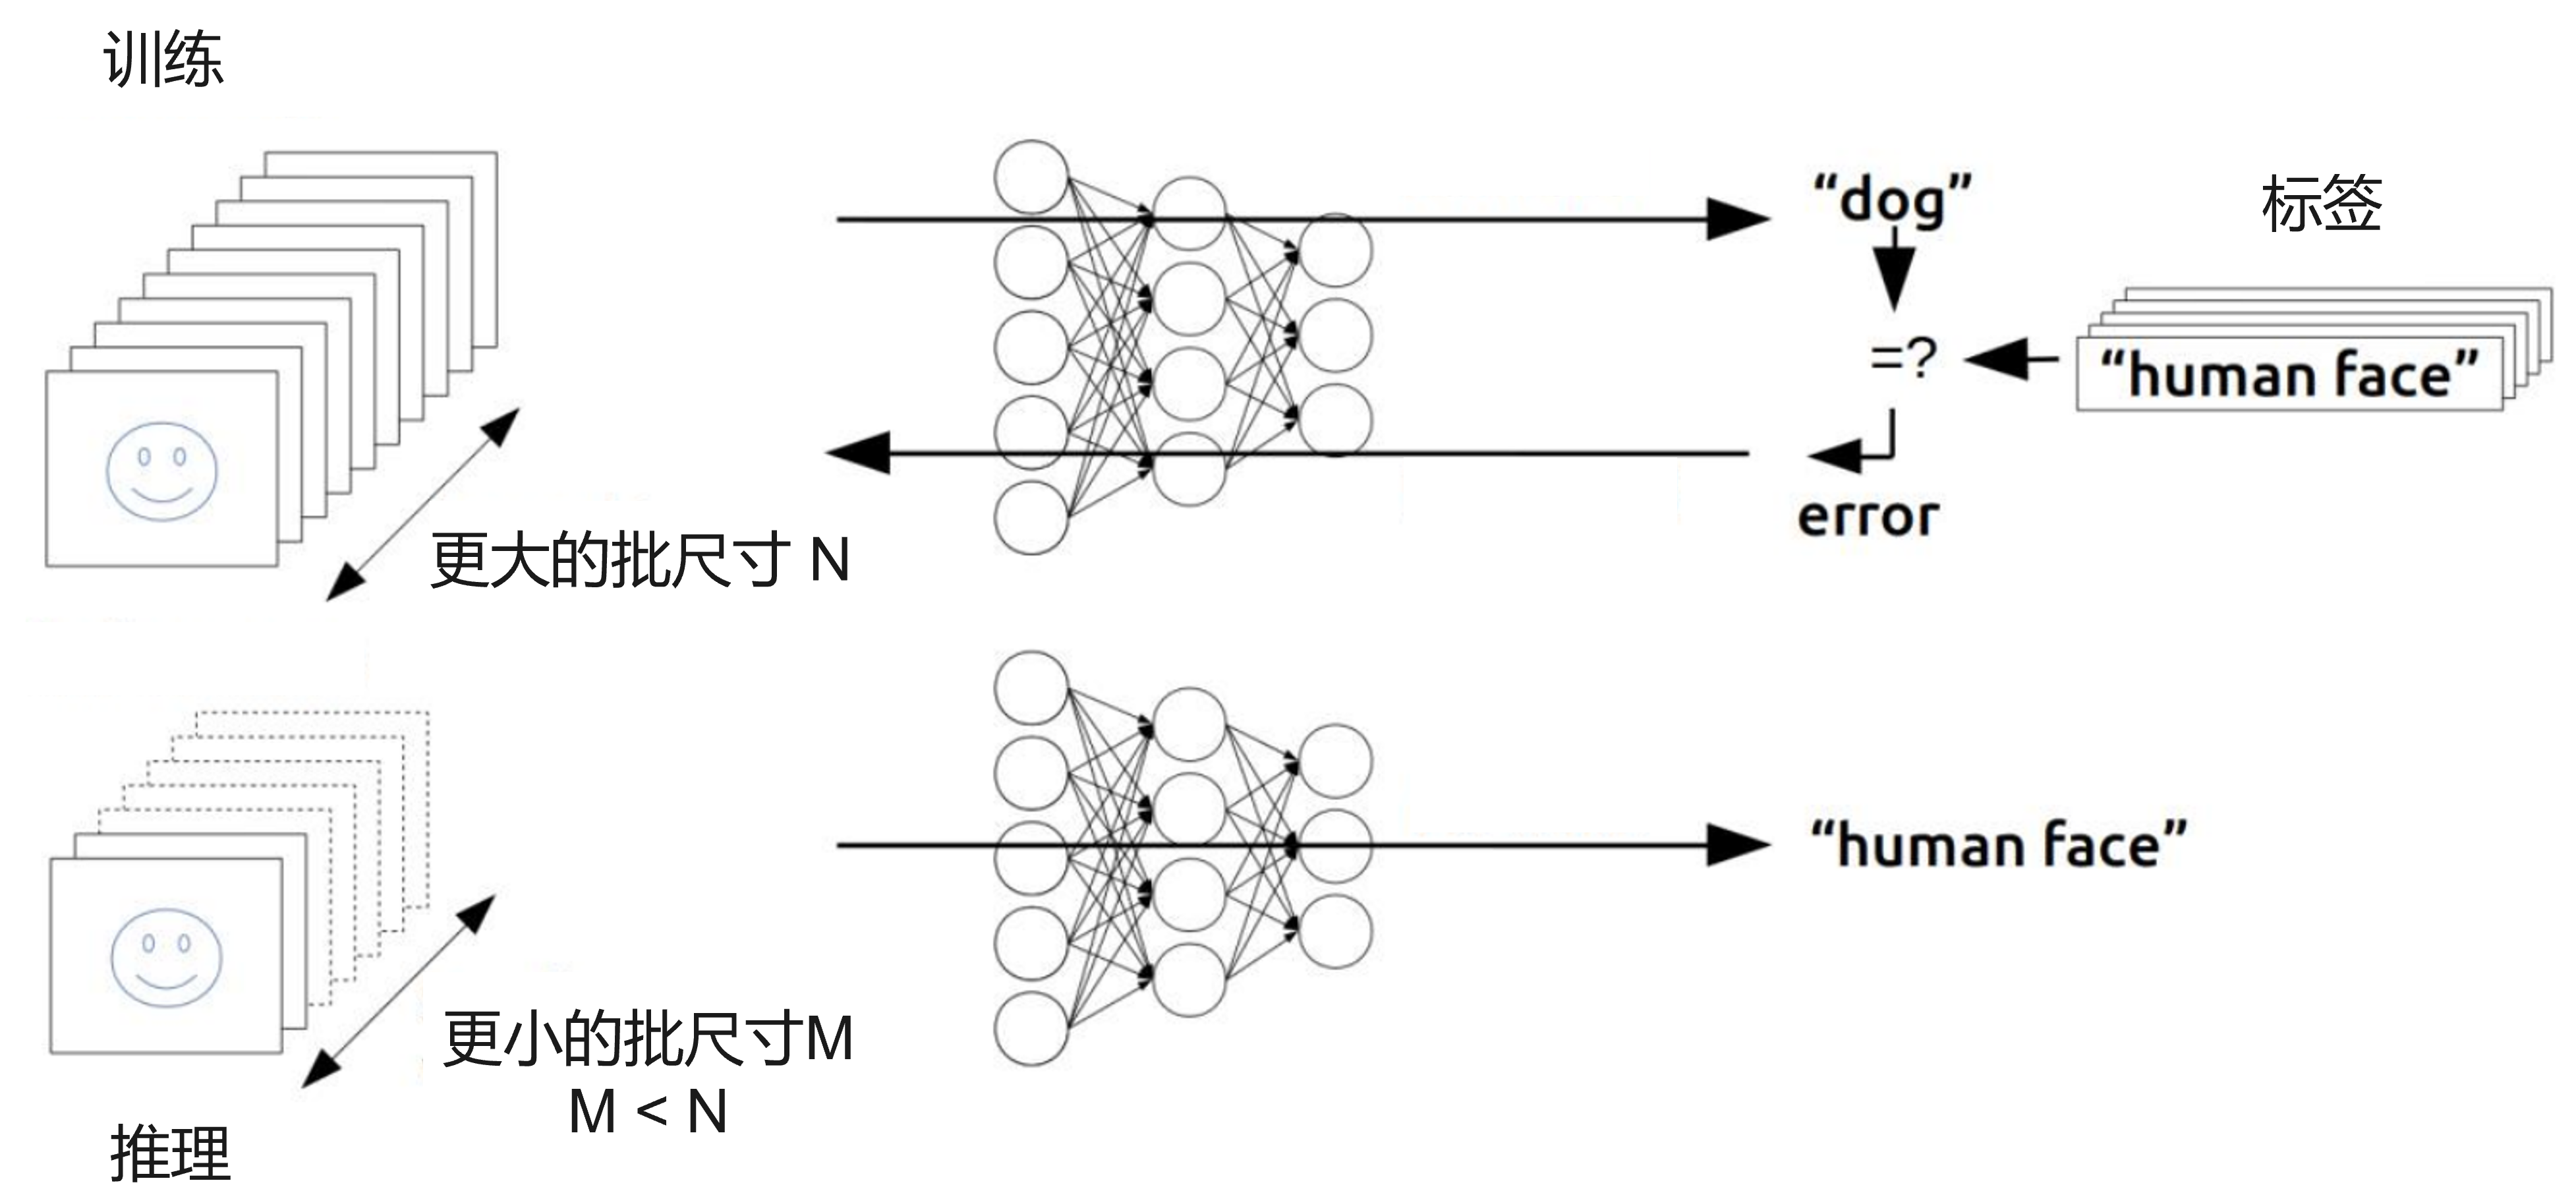 训练
“dog”
标签
=?
“human face”
error
更大的批尺寸 N
“human face”
更小的批尺寸M
M < N
推理